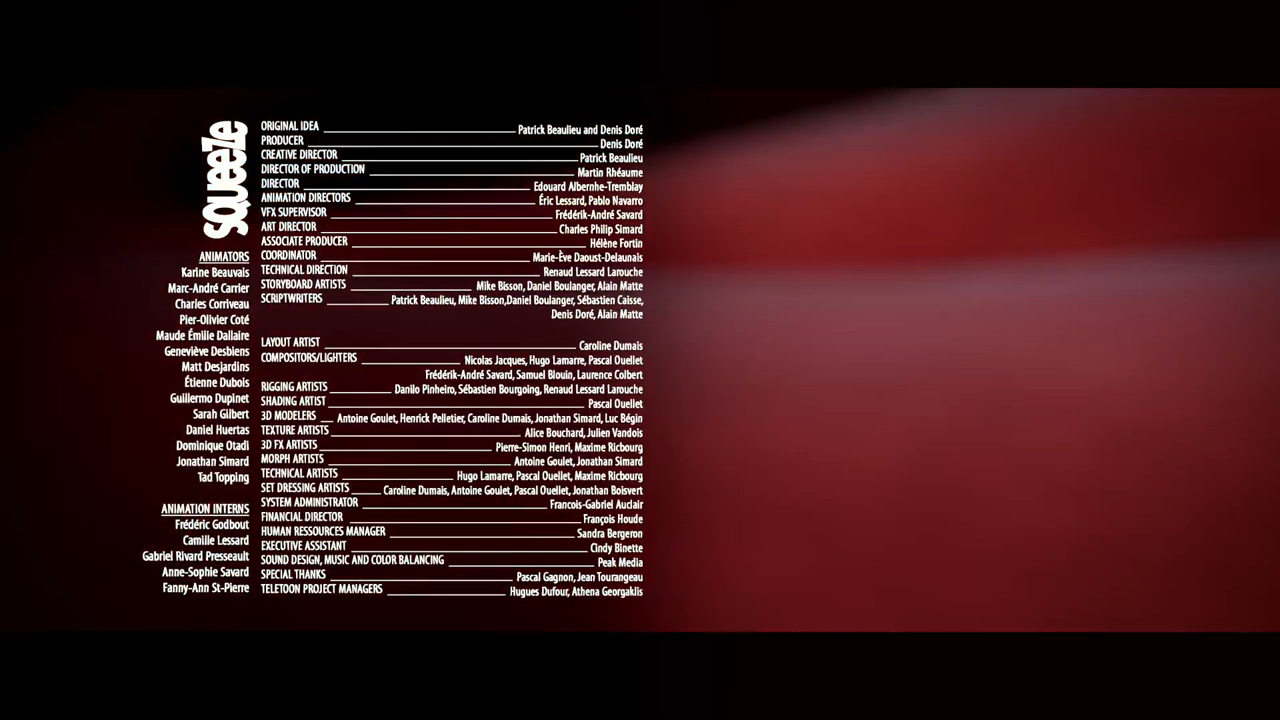 squeeze
ANIMATORS
Karine Beauvais
Marc-André Carrier
Charles Corriveau
Pier-Olivier Coté
Maude Émilie Dallaire
Geneviève Desbiens
Matt Desjardins
Étienne Dubois
Guillermo Dupinet
Sarah Gilbert
Daniel Huertas
Dominique Otadi
Jonathan Simard
Tad Topping
ANIMATION INTERNS
Frédéric Godbout
Camille Lessard
Gabriel Rivard Presseault
Anne-Sophie Savard
Fanny-Ann St-Pierre
ORIGINAL IDEA Patrick Beaulieu and Denis Doré
PRODUCER Denis Doré
CREATIVE DIRECTOR Patrick Beaulieu
DIRECTOR OF PRODUCTION Martin Rhéaume
DIRECTOR Edouard Albernhe-Tremblay
ANIMATION DIRECTORS Éric Lessard, Pablo Navarro
VFX SUPERVISOR Frédérik-André Savard
ART DIRECTOR Charles Philip Simard
ASSOCIATE PRODUCER Hélène Fortin
COORDINATOR Marie-Ève Daoust-Delaunais
TECHNICAL DIRECTION Renaud Lessard Larouche
STORYBOARD ARTISTS Mike Bisson, Daniel Boulanger, Alain Matte
SCRIPTWRITERS Patrick Beaulieu, Mike Bisson,Daniel Boulanger, Sébastien Caisse,
Denis Doré, Alain Matte
LAYOUT ARTIST Caroline Dumais
COMPOSITORS/LIGHTERS Nicolas Jacques, Hugo Lamarre, Pascal Ouellet
Frédérik-André Savard, Samuel Blouin, Laurence Colbert
RIGGING ARTISTS Danilo Pinheiro, Sébastien Bourgoing, Renaud Lessard Larouche
SHADING ARTIST Pascal Ouellet
3D MODELERS Antoine Goulet, Henrick Pelletier, Caroline Dumais, Jonathan Simard, Luc Bégin
TEXTURE ARTISTS Alice Bouchard, Julien Vandois
3D FX ARTISTS Pierre-Simon Henri, Maxime Ricbourg
MORPH ARTISTS Antoine Goulet, Jonathan Simard
TECHNICAL ARTISTS Hugo Lamarre, Pascal Ouellet, Maxime Ricbourg
SET DRESSING ARTISTS Caroline Dumais, Antoine Goulet, Pascal Ouellet, Jonathan Boisvert
SYSTEM ADMINISTRATOR Francois-Gabriel Auclair
FINANCIAL DIRECTOR François Houde
HUMAN RESSOURCES MANAGER Sandra Bergeron
EXECUTIVE ASSISTANT Cindy Binette
SOUND DESIGN, MUSIC AND COLOR BALANCING Peak Media
SPECIAL THANKS Pascal Gagnon, Jean Tourangeau
TELETOON PROJECT MANAGERS Hugues Dufour, Athena Georgaklis